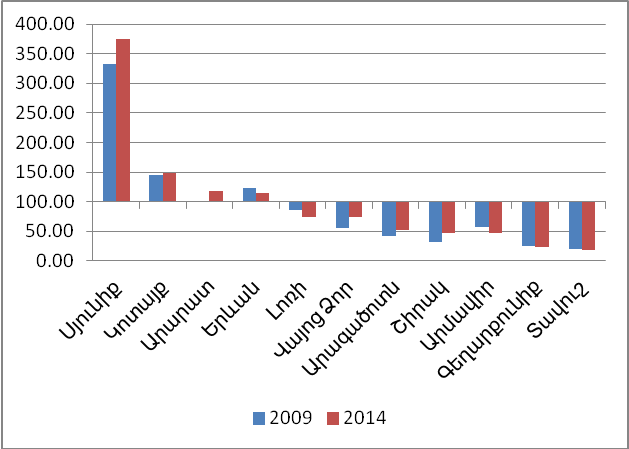 400.00
350.00
300.00
250.00
200.00
150.00
100.00
50.00
0.00
Սյունիք
Կոտայք
Արարատ
Երևան
Լոռի
Վայոց Ձոր
Արագածոտն
Շիրակ
Արմավիր
Գեղարքունիք
Տավուշ
2009 2014